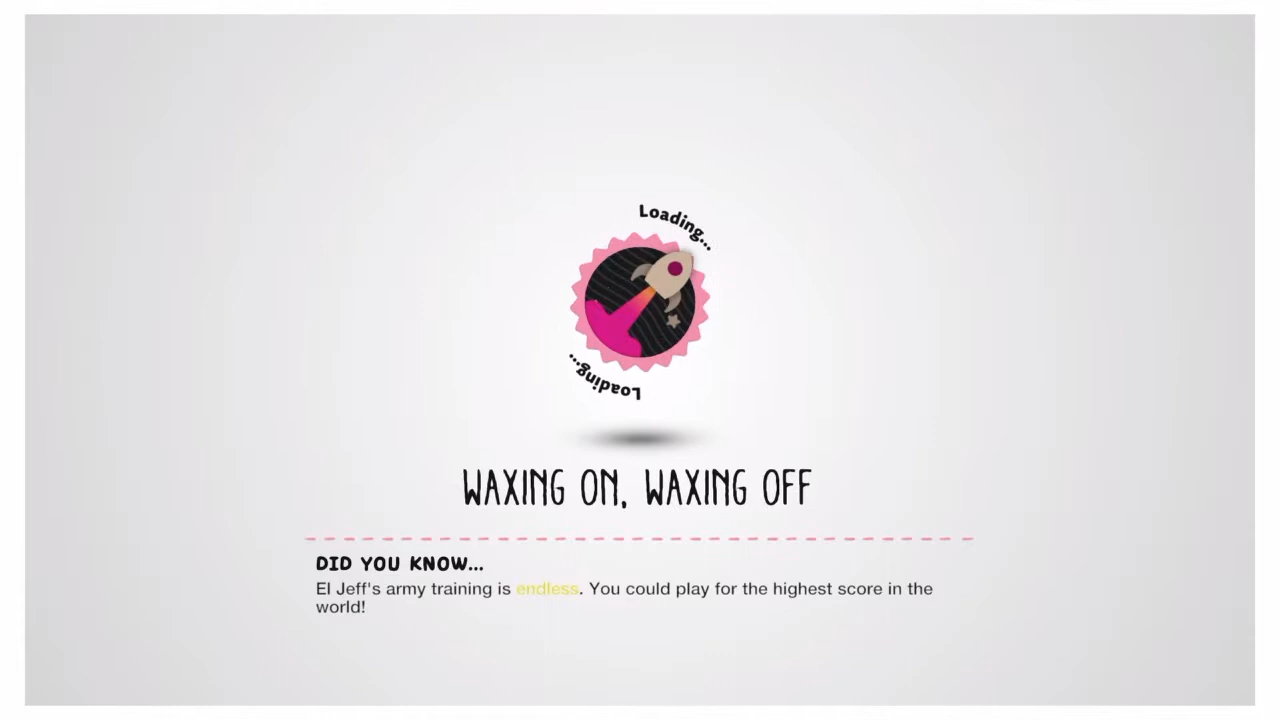 Loading...
Loading...
WAXING ON, WAXING OFF
DID YOU KNOW...
El Jeff's army training is endless. You could play for the highest score in the
world!